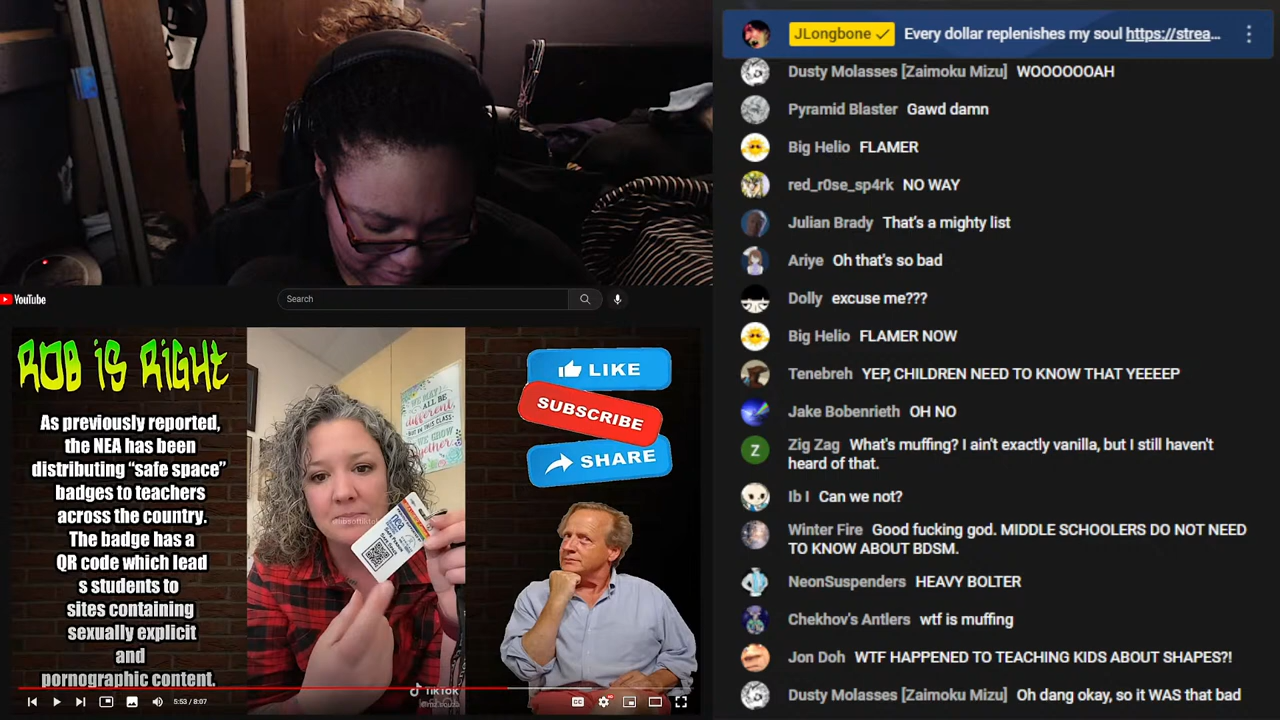 JLongbone ✓ Every dollar replenishes my soul https://strea...
Dusty Molasses [Zaimoku Mizu] WOOOOOOAH
Pyramid Blaster Gawd damn
Big Helio FLAMER
red_r0se_sp4rk NO WAY
Julian Brady That's a mighty list
Ariye Oh that's so bad
Dolly excuse me???
Big Helio FLAMER NOW
Tenebreh YEP, CHILDREN NEED TO KNOW THAT YEEEEP
Jake Bobenrieth OH NO
Z
Zig Zag What's muffing? I ain't exactly vanilla, but I still haven't
heard of that.
Ib I Can we not?
Winter Fire Good fucking god. MIDDLE SCHOOLERS DO NOT NEED
TO KNOW ABOUT BDSM.
NeonSuspenders HEAVY BOLTER
Chekhov's Antlers wtf is muffing
Jon Doh WTF HAPPENED TO TEACHING KIDS ABOUT SHAPES?!
Dusty Molasses [Zaimoku Mizu] Oh dang okay, so it WAS that bad
YouTube
Search
ROB iS RiGHT
As previously reported,
the NEA has been
distributing “safe space”
badges to teachers
across the country.
The badge has a
QR code which lead
s students to
sites containing
sexually explicit
and
pornographic content.
different,
together
nea
LIKE
SUBSCRIBE
SHARE
TIKTOK
5:53 / 8:07
CC